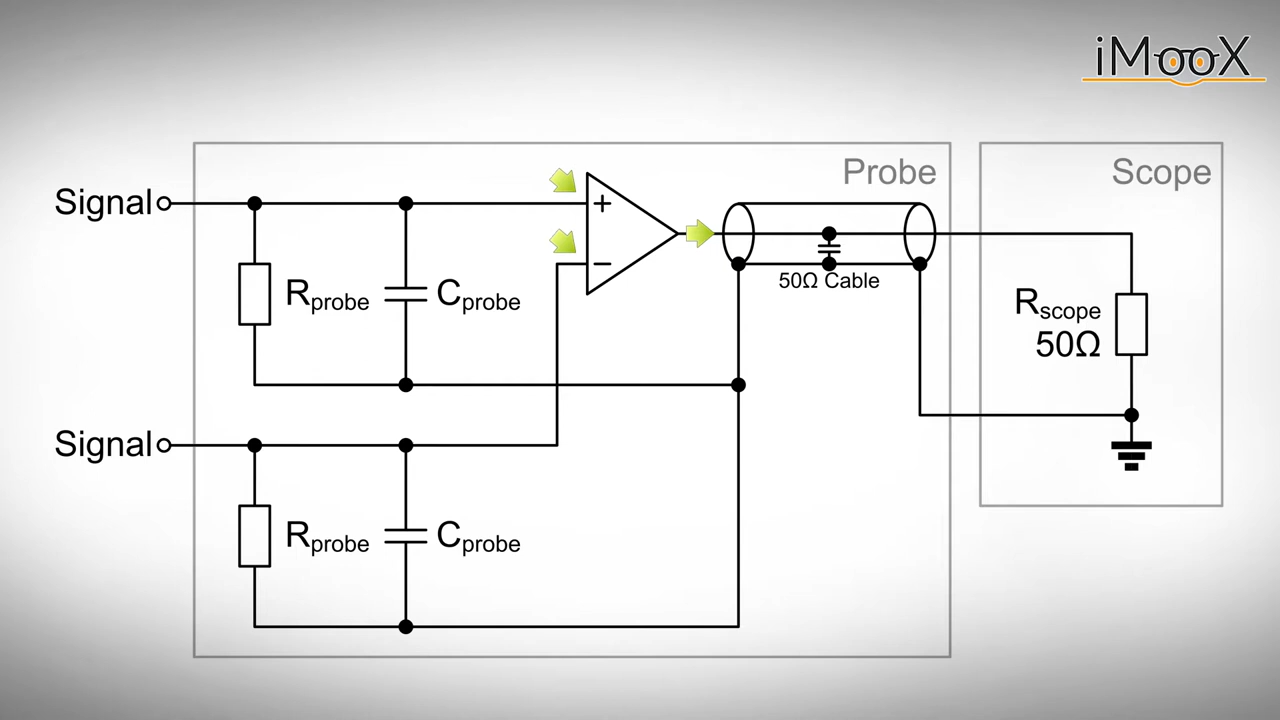 iMooX
Probe
Scope
Signal
+
−
50Ω Cable
Rprobe
Cprobe
Rscope
50Ω
Signal
Rprobe
Cprobe